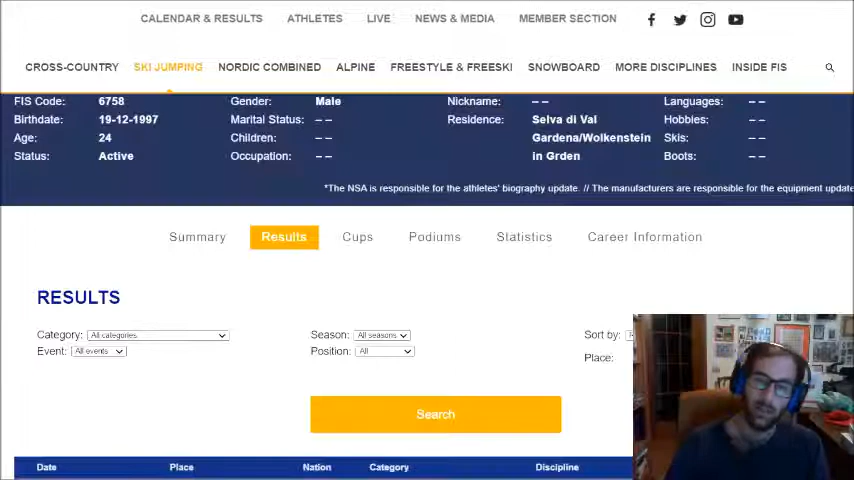 CALENDAR & RESULTS ATHLETES LIVE NEWS & MEDIA MEMBER SECTION
CROSS-COUNTRY SKI JUMPING NORDIC COMBINED ALPINE FREESTYLE & FREESKI SNOWBOARD MORE DISCIPLINES INSIDE FIS
FIS Code: 6758 Gender: Male Nickname: – – Languages: – –
Birthdate: 19-12-1997 Marital Status: – – Residence: Selva di Val Hobbies: – –
Age: 24 Children: – – Gardena/Wolkenstein Skis: – –
Status: Active Occupation: – – in Grden Boots: – –
*The NSA is responsible for the athletes' biography update. // The manufacturers are responsible for the equipment update
Summary Results Cups Podiums Statistics Career Information
RESULTS
Category: All categories Season: All seasons Sort by:
Event: All events Position: All Place:
Search
Date Place Nation Category Discipline